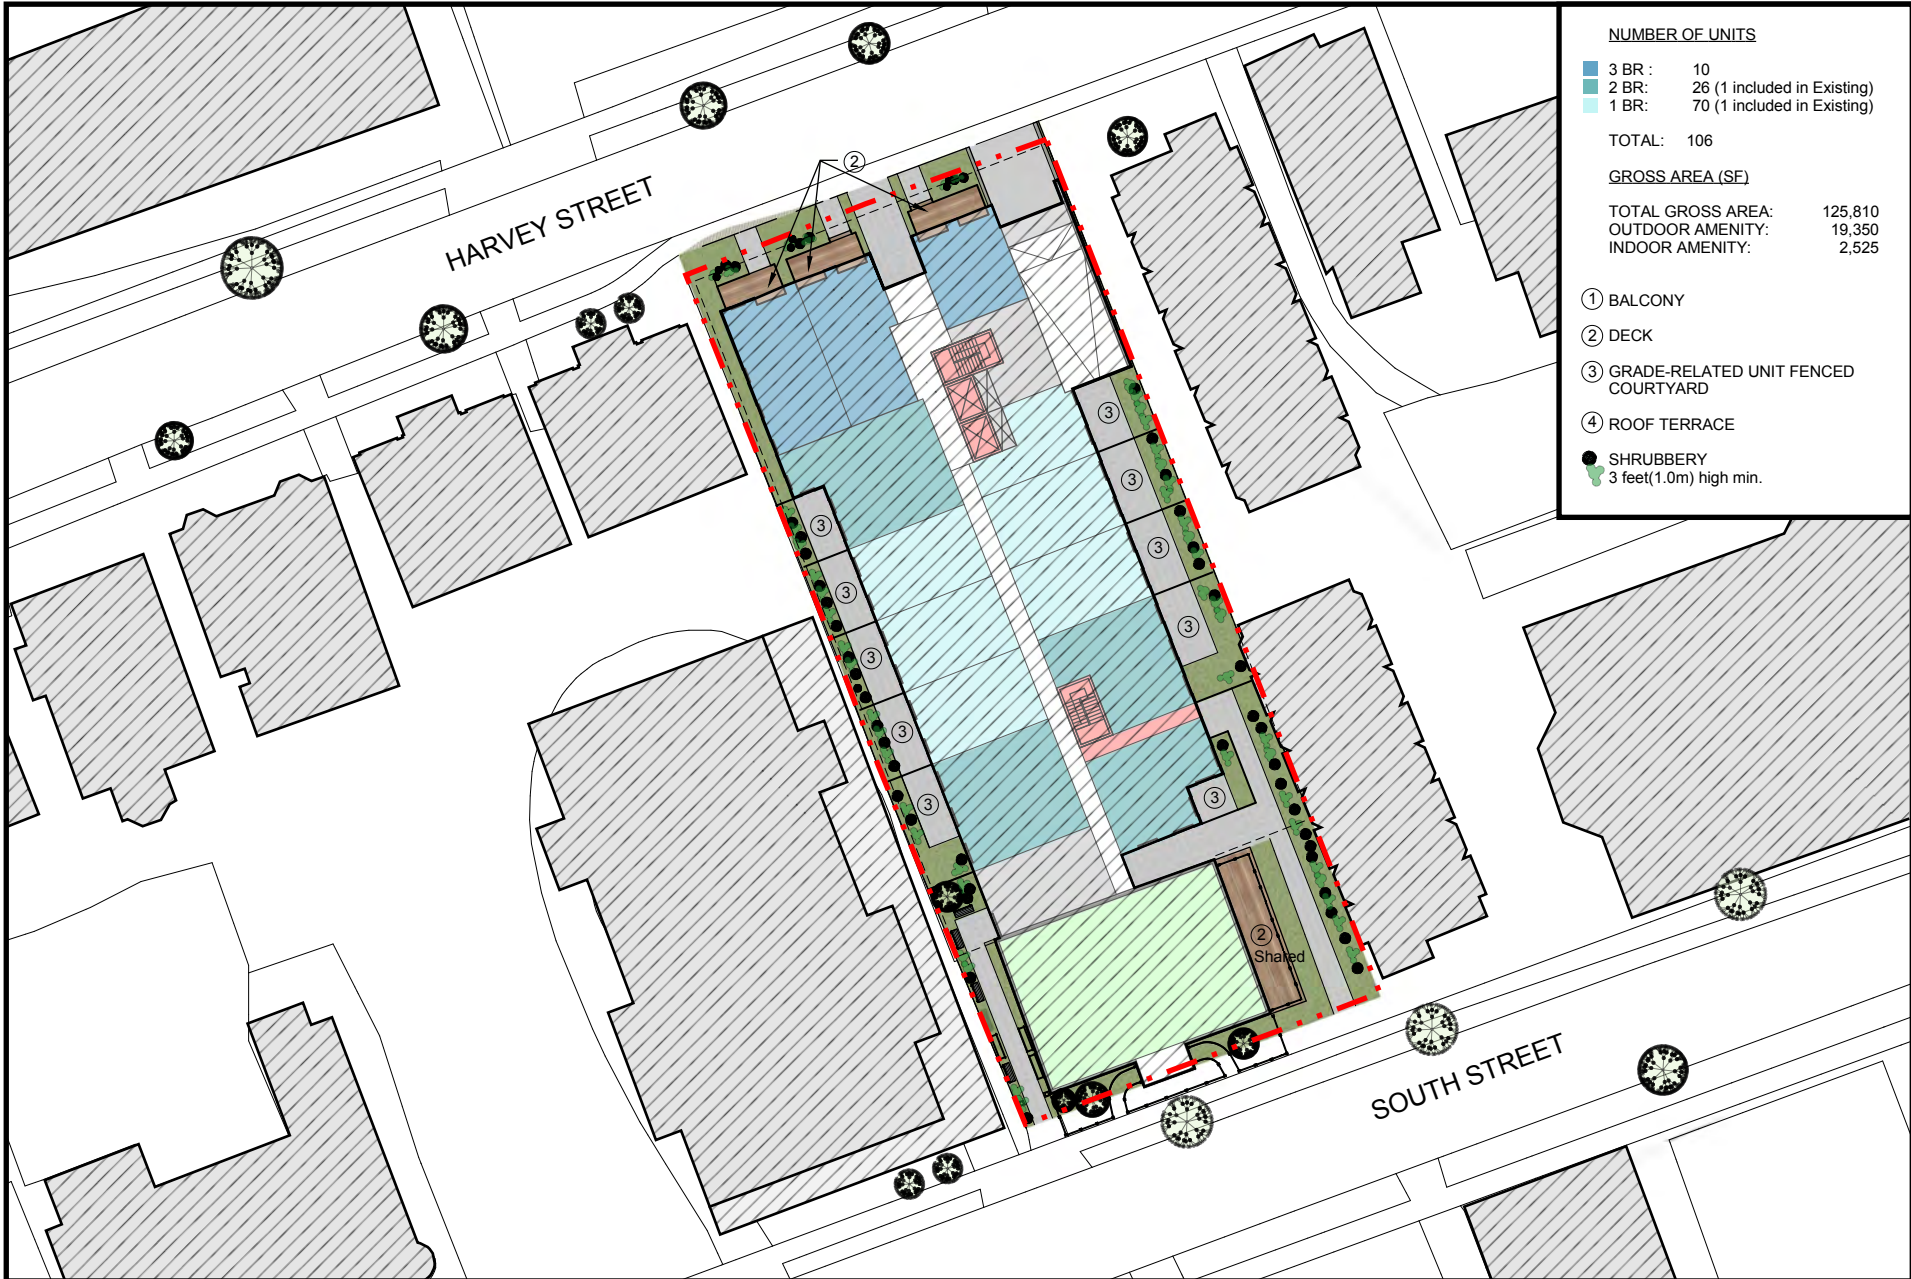 NUMBER OF UNITS
3 BR : 10
2 BR: 26 (1 included in Existing)
1 BR: 70 (1 included in Existing)
TOTAL: 106
GROSS AREA (SF)
TOTAL GROSS AREA: 125,810
OUTDOOR AMENITY: 19,350
INDOOR AMENITY: 2,525
1 BALCONY
2 DECK
3 GRADE-RELATED UNIT FENCED
COURTYARD
4 ROOF TERRACE
SHRUBBERY
3 feet(1.0m) high min.
HARVEY STREET
2
3
3
3
3
3
3
3
3
3
3
2
Shared
SOUTH STREET